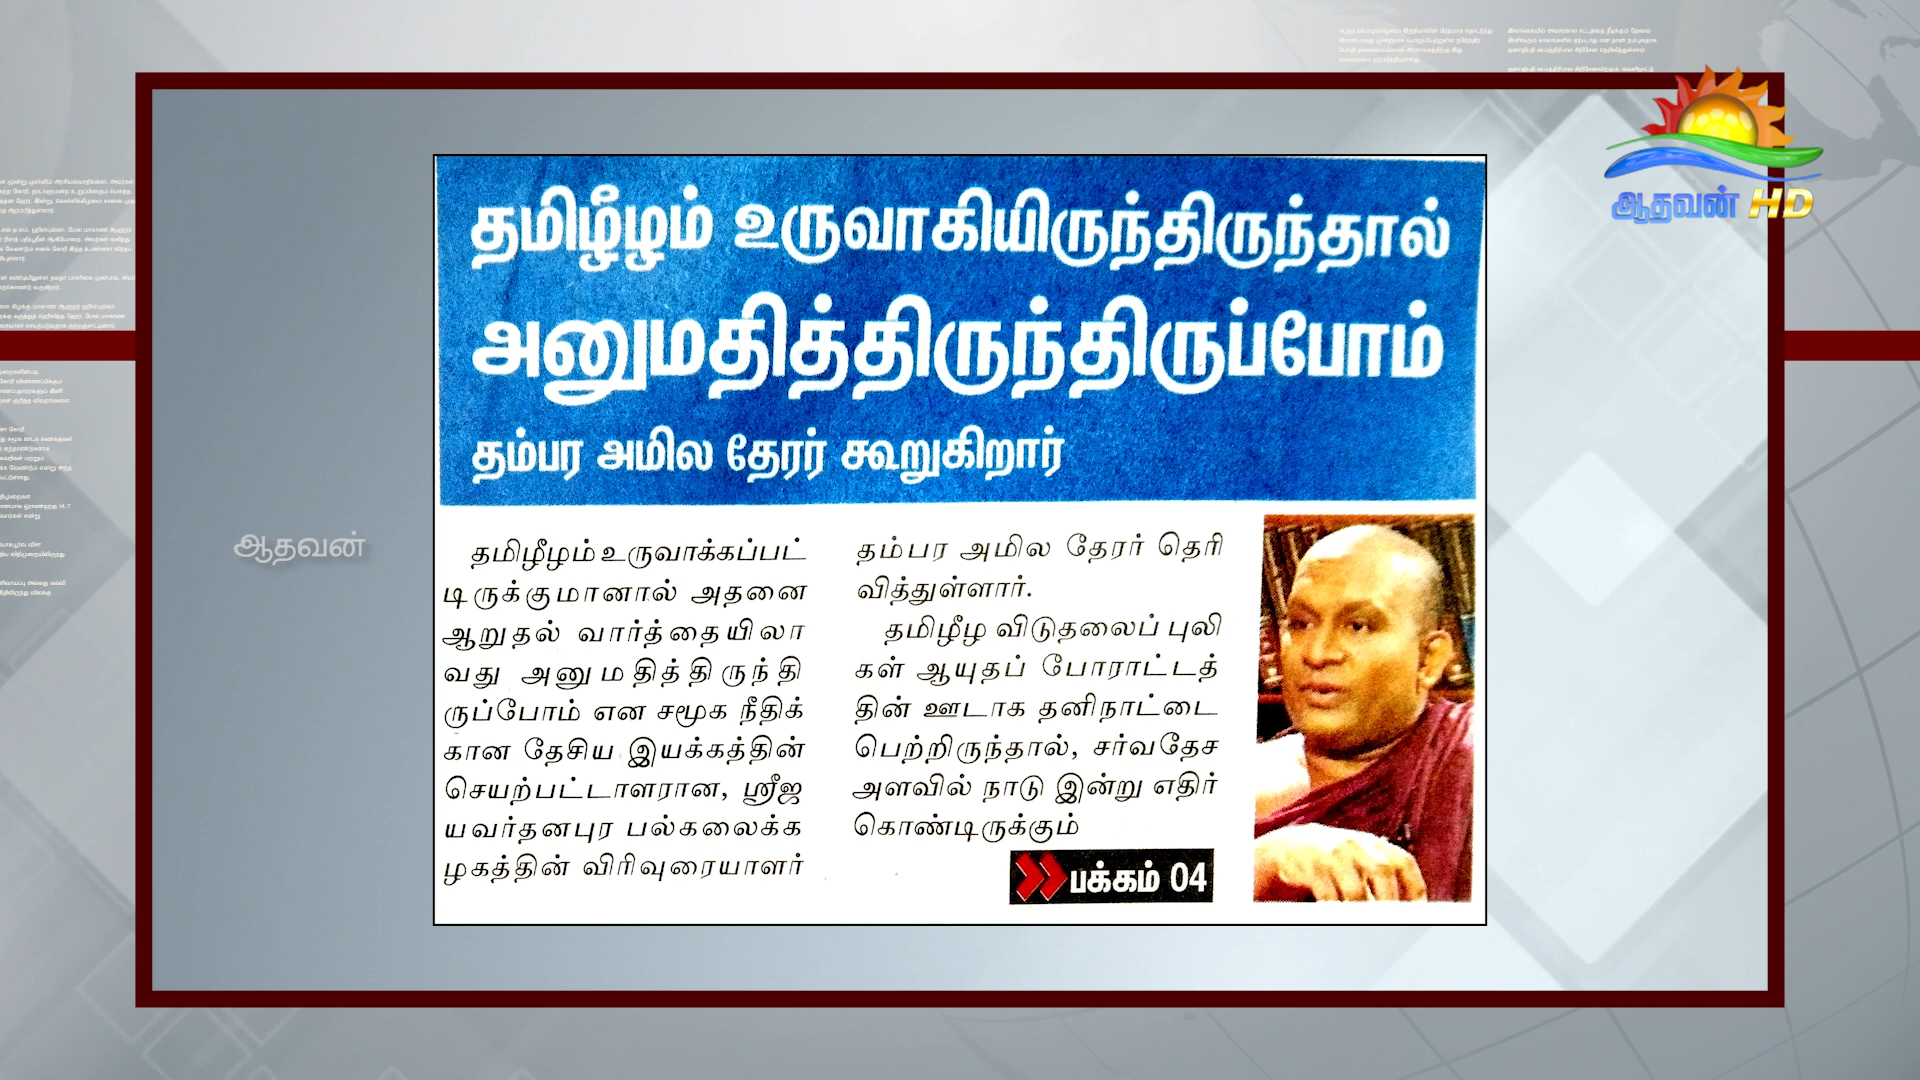 ஆதவன் HD
தமிழீழம் உருவாகியிருந்திருந்தால்
அனுமதித்திருந்திருப்போம்
தம்பர அமில தேரர் கூறுகிறார்
தமிழீழம் உருவாக்கப்பட்
டிருக்குமானால் அதனை
ஆறுதல் வார்த்தையிலா
வது அனுமதித்திருந்தி
ருப்போம் என சமூக நீதிக்
கான தேசிய இயக்கத்தின்
செயற்பட்டாளரான, ஸ்ரீஜ
யவர்தனபுர பல்கலைக்க
ழகத்தின் விரிவுரையாளர்
தம்பர அமில தேரர் தெரி
வித்துள்ளார்.
தமிழீழ விடுதலைப் புலி
கள் ஆயுதப் போராட்டத்
தின் ஊடாக தனிநாட்டை
பெற்றிருந்தால், சர்வதேச
அளவில் நாடு இன்று எதிர்
கொண்டிருக்கும்
பக்கம் 04
ஆதவன்